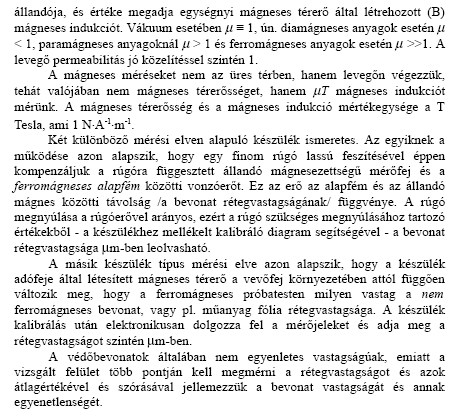 állandója, és értéke megadja egységnyi mágneses térerő által létrehozott (B)
mágneses indukciót. Vákuum esetében μ ≡ 1, ún. diamágneses anyagok esetén μ
< 1, paramágneses anyagoknál μ > 1 és ferromágneses anyagok esetén μ >>1. A
levegő permeabilitás jó közelítéssel szintén 1.
A mágneses méréseket nem az üres térben, hanem levegőn végezzük,
tehát valójában nem mágneses térerősséget, hanem μT mágneses indukciót
mérünk. A mágneses térerősség és a mágneses indukció mértékegysége a T
Tesla, ami 1 N·A⁻¹·m⁻¹.
Két különböző mérési elven alapuló készülék ismeretes. Az egyiknek a
működése azon alapszik, hogy egy finom rúgó lassú feszítésével éppen
kompenzáljuk a rúgóra függesztett állandó mágnesezettségű mérőfej és a
ferromágneses alapfém közötti vonzóerőt. Ez az erő az alapfém és az állandó
mágnes közötti távolság /a bevonat rétegvastagságának/ függvénye. A rúgó
megnyúlása a rúgóerővel arányos, ezért a rúgó szükséges megnyúlásához tartozó
értékekből - a készülékhez mellékelt kalibráló diagram segítségével - a bevonat
rétegvastagsága μm-ben leolvasható.
A másik készülék típus mérési elve azon alapszik, hogy a készülék
adófeje által létesített mágneses térerő a vevőfej környezetében attól függően
változik meg, hogy a ferromágneses próbatesten milyen vastag a nem
ferromágneses bevonat, vagy pl. műanyag fólia rétegvastagsága. A készülék
kalibrálás után elektronikusan dolgozza fel a mérőjeleket és adja meg a
rétegvastagságot szintén μm-ben.
A védőbevonatok általában nem egyenletes vastagságúak, emiatt a
vizsgált felület több pontján kell megmérni a rétegvastagságot és azok
átlagértékével és szórásával jellemezzük a bevonat vastagságát és annak
egyenetlenségét.